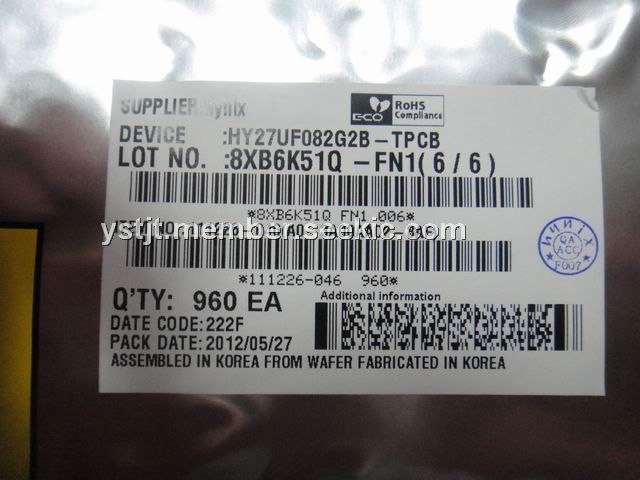 SUPPLIER:Hynix
ECO RoHS Compliance
DEVICE :HY27UF082G2B-TPCB
LOT NO. :8XB6K51Q -FN1(6/6)
*8XB6K51Q FN1.006*
ystjt.member.seekic.com
*111226-046 960*
hynix
QA
ACC
F007
Q'TY: 960 EA
Additional information
DATE CODE:222F
PACK DATE: 2012/05/27
ASSEMBLED IN KOREA FROM WAFER FABRICATED IN KOREA